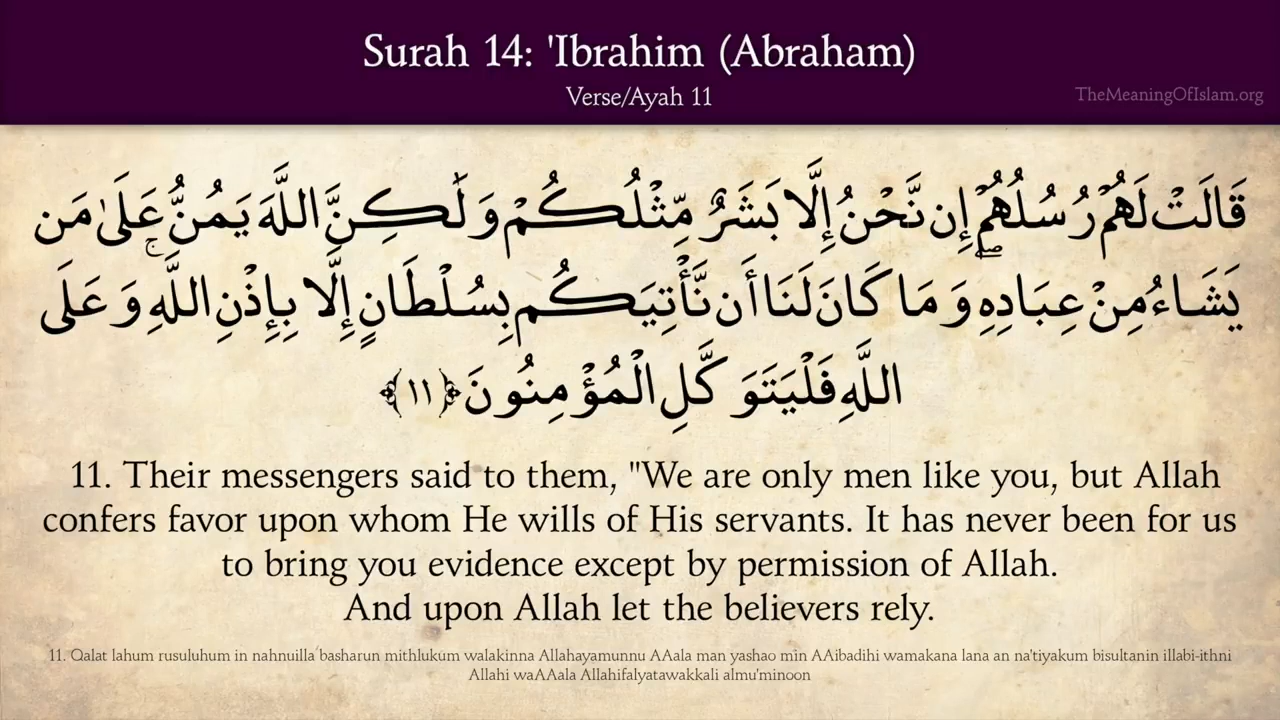 Surah 14: 'Ibrahim (Abraham)
Verse/Ayah 11
TheMeaningOfIslam.org
قَالَتْ لَهُمْ رُسُلُهُمْ إِن نَّحْنُ إِلَّا بَشَرٌ مِّثْلُكُمْ وَلَٰكِنَّ اللَّهَ يَمُنُّ عَلَىٰ مَن
يَشَاءُ مِنْ عِبَادِهِ ۖ وَمَا كَانَ لَنَا أَن نَّأْتِيَكُم بِسُلْطَانٍ إِلَّا بِإِذْنِ اللَّهِ ۚ وَعَلَى
اللَّهِ فَلْيَتَوَكَّلِ الْمُؤْمِنُونَ ﴿١١﴾
11. Their messengers said to them, "We are only men like you, but Allah
confers favor upon whom He wills of His servants. It has never been for us
to bring you evidence except by permission of Allah.
And upon Allah let the believers rely.
11. Qalat lahum rusuluhum in nahnuilla basharun mithlukum walakinna Allahayamunnu AAala man yashao min AAibadihi wamakana lana an na'tiyakum bisultanin illabi-ithni
Allahi waAAala Allahifalyatawakkali almu'minoon